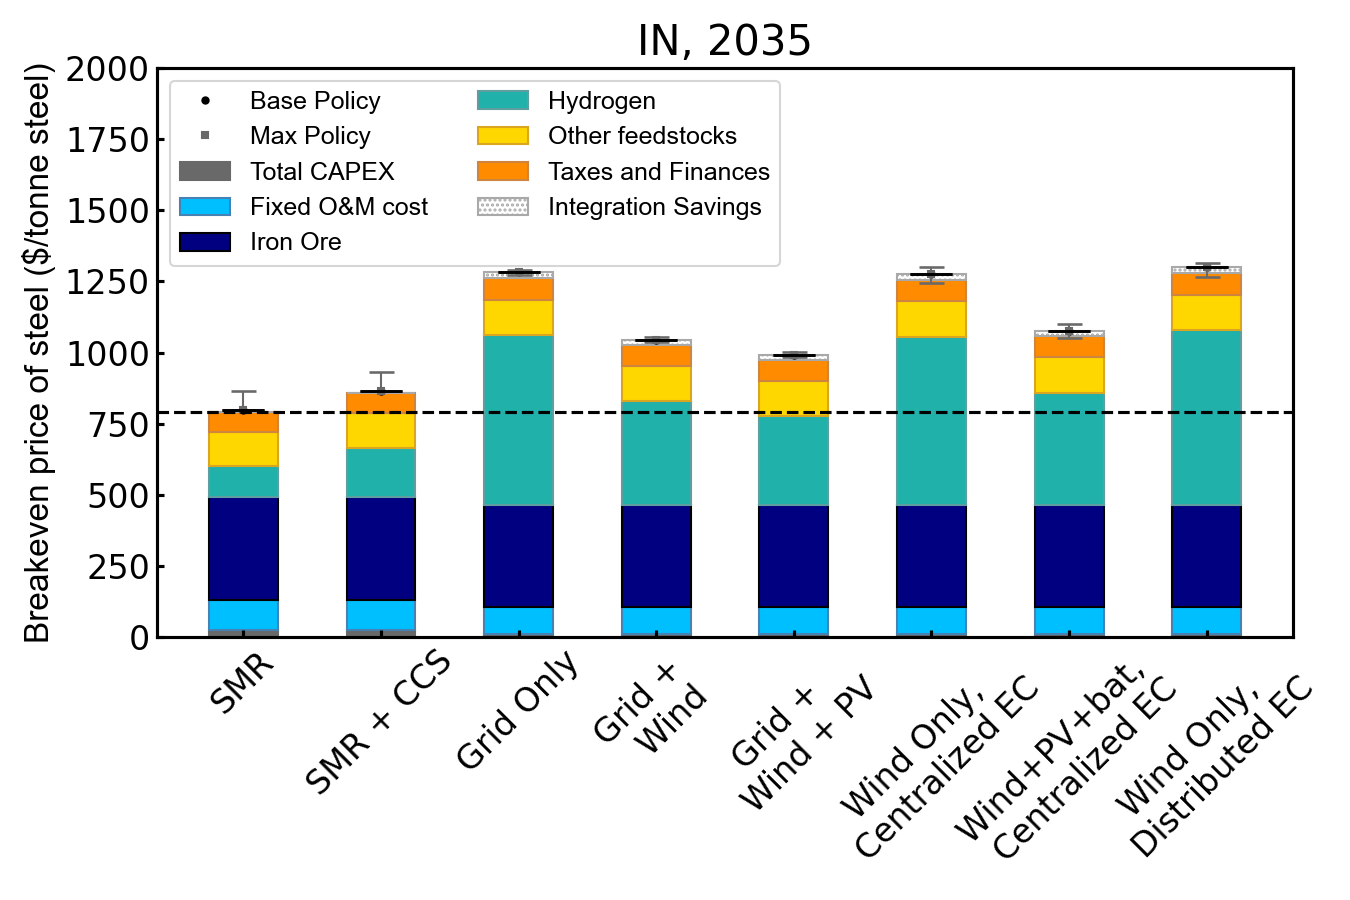 IN, 2035
Breakeven price of steel ($/tonne steel)
2000
1750
1500
1250
1000
750
500
250
0
Base Policy
Max Policy
Total CAPEX
Fixed O&M cost
Iron Ore
Hydrogen
Other feedstocks
Taxes and Finances
Integration Savings
SMR
SMR + CCS
Grid Only
Grid +
Wind
Grid +
Wind + PV
Wind Only,
Centralized EC
Wind+PV+bat,
Centralized EC
Wind Only,
Distributed EC